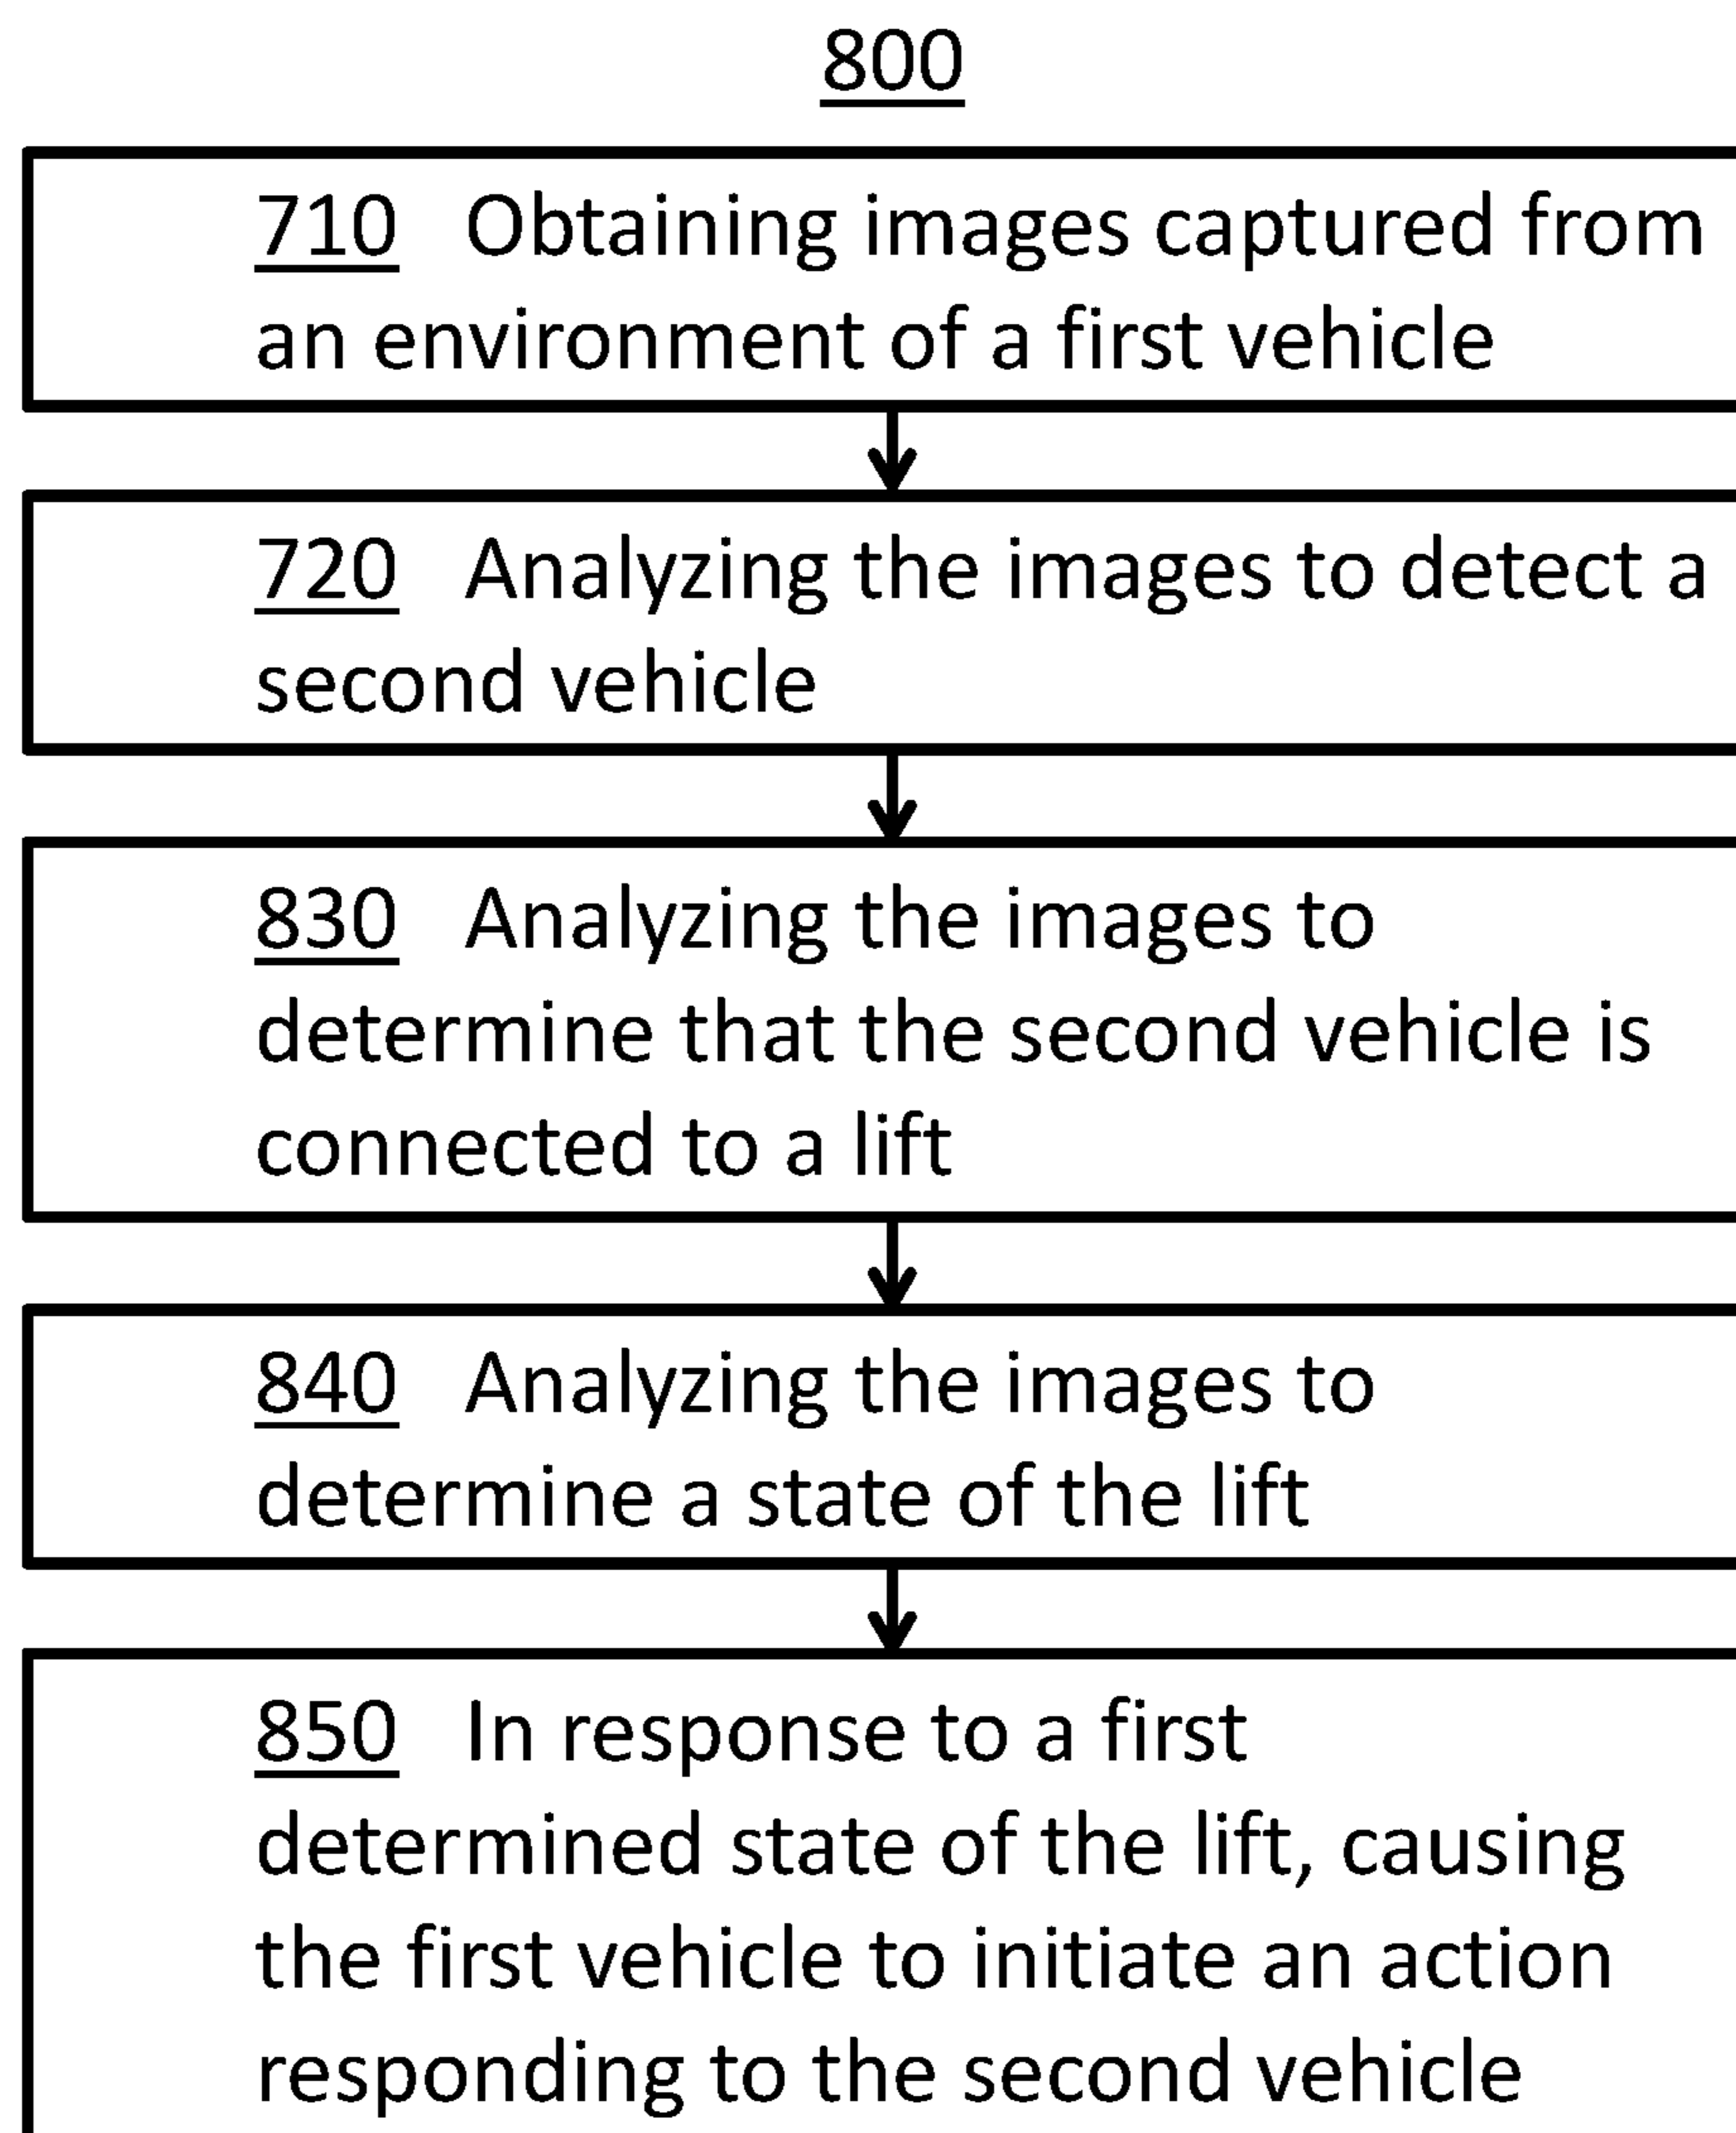 800
710 Obtaining images captured from
an environment of a first vehicle
720 Analyzing the images to detect a
second vehicle
830 Analyzing the images to
determine that the second vehicle is
connected to a lift
840 Analyzing the images to
determine a state of the lift
850 In response to a first
determined state of the lift, causing
the first vehicle to initiate an action
responding to the second vehicle